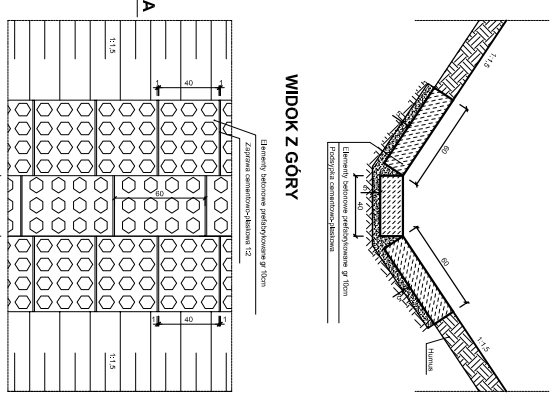 A
1:1,5
1
40
1
Elementy betonowe prefabrykowane gr 10cm
Zaprawa cementowo-piaskowa 1:2
60
1
40
1
1:1,5
WIDOK Z GÓRY
1:1,5
60
Elementy betonowe prefabrykowane gr 10cm
Podsypka cementowo-piaskowa
40
60
1:1,5
Humus